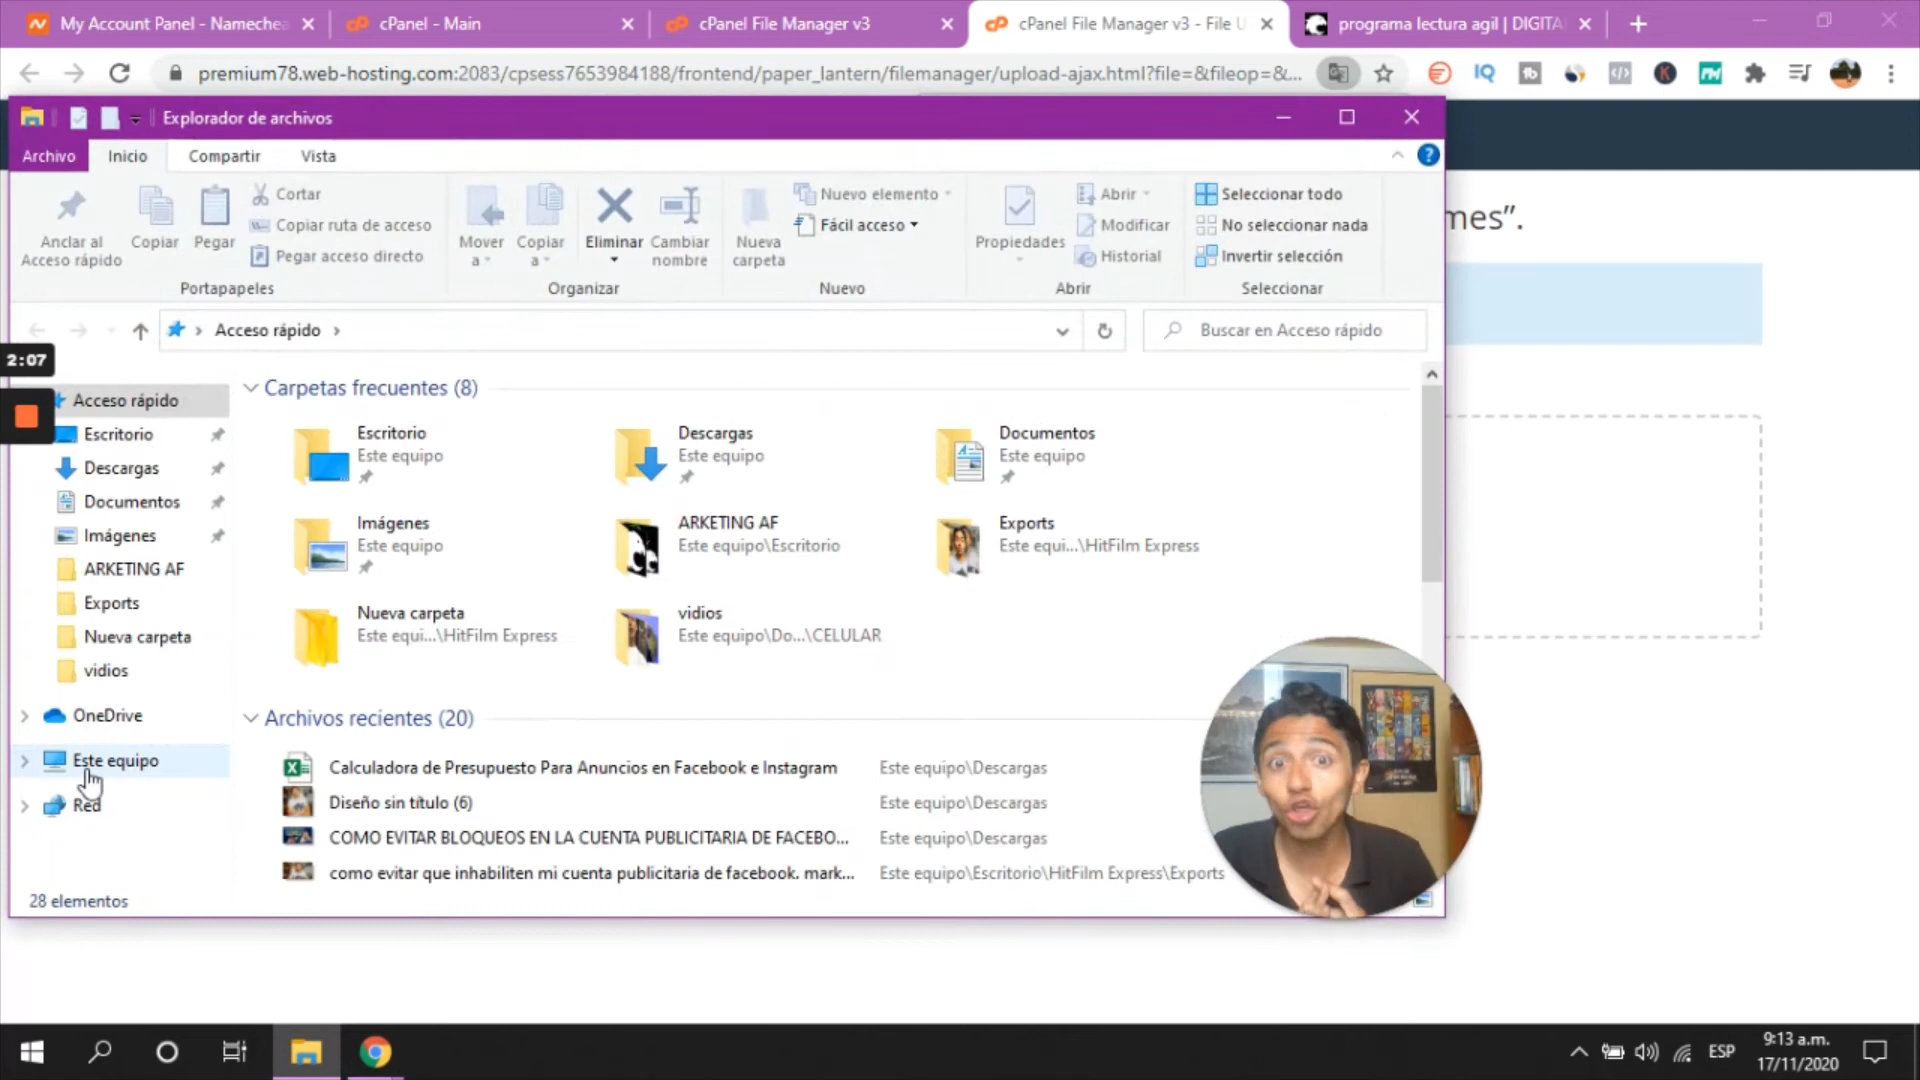 My Account Panel - Namechea
cPanel - Main
cPanel File Manager v3
cPanel File Manager v3 - File U
programa lectura agil | DIGITA
premium78.web-hosting.com:2083/cpsess7653984188/frontend/paper_lantern/filemanager/upload-ajax.html?file=&fileop=&...
Explorador de archivos
Archivo
Inicio
Compartir
Vista
Anclar al
Acceso rápido
Copiar
Pegar
Cortar
Copiar ruta de acceso
Pegar acceso directo
Portapapeles
Mover
a
Copiar
a
Eliminar
Cambiar
nombre
Organizar
Nueva
carpeta
Nuevo elemento
Fácil acceso
Nuevo
Propiedades
Abrir
Modificar
Historial
Abrir
Seleccionar todo
No seleccionar nada
Invertir selección
Seleccionar
mes”.
Acceso rápido
Buscar en Acceso rápido
2:07
Acceso rápido
Escritorio
Descargas
Documentos
Imágenes
ARKETING AF
Exports
Nueva carpeta
vidios
OneDrive
Este equipo
Red
Carpetas frecuentes (8)
Escritorio
Este equipo
Descargas
Este equipo
Documentos
Este equipo
Imágenes
Este equipo
ARKETING AF
Este equipo\Escritorio
Exports
Este equi...\HitFilm Express
Nueva carpeta
Este equi...\HitFilm Express
vidios
Este equipo\Do...\CELULAR
Archivos recientes (20)
Calculadora de Presupuesto Para Anuncios en Facebook e Instagram
Este equipo\Descargas
Diseño sin título (6)
Este equipo\Descargas
COMO EVITAR BLOQUEOS EN LA CUENTA PUBLICITARIA DE FACEBO...
Este equipo\Descargas
como evitar que inhabiliten mi cuenta publicitaria de facebook. mark...
Este equipo\Escritorio\HitFilm Express\Exports
28 elementos
ESP
9:13 a.m.
17/11/2020